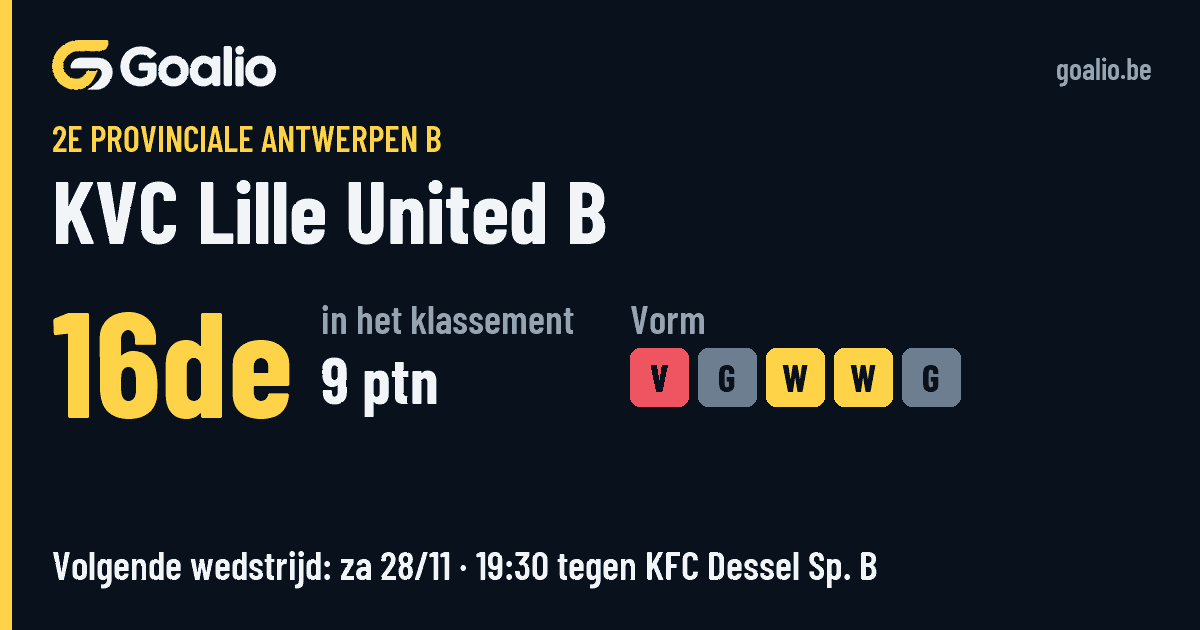 Goalio
goalio.be
2E PROVINCIALE ANTWERPEN B
KVC Lille United B
16de
in het klassement
9 ptn
Vorm
V G W W G
Volgende wedstrijd: za 28/11 · 19:30 tegen KFC Dessel Sp. B